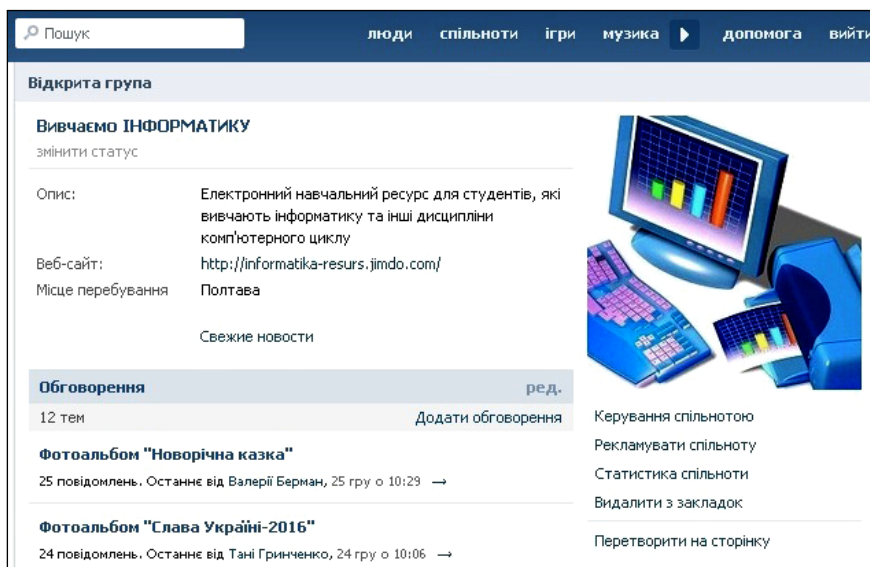 Пошук
люди спільноти ігри музика допомога вийти
Відкрита група
Вивчаємо ІНФОРМАТИКУ
змінити статус
Опис: Електронний навчальний ресурс для студентів, які
вивчають інформатику та інші дисципліни
комп'ютерного циклу
Веб-сайт: http://informatika-resurs.jimdo.com/
Місце перебування Полтава
Свежие новости
Обговорення ред.
12 тем Додати обговорення
Фотоальбом "Новорічна казка"
25 повідомлень. Останнє від Валерії Берман, 25 гру о 10:29 →
Фотоальбом "Слава Україні-2016"
24 повідомлень. Останнє від Тані Гринченко, 24 гру о 10:06 →
Керування спільнотою
Рекламувати спільноту
Статистика спільноти
Видалити з закладок
Перетворити на сторінку